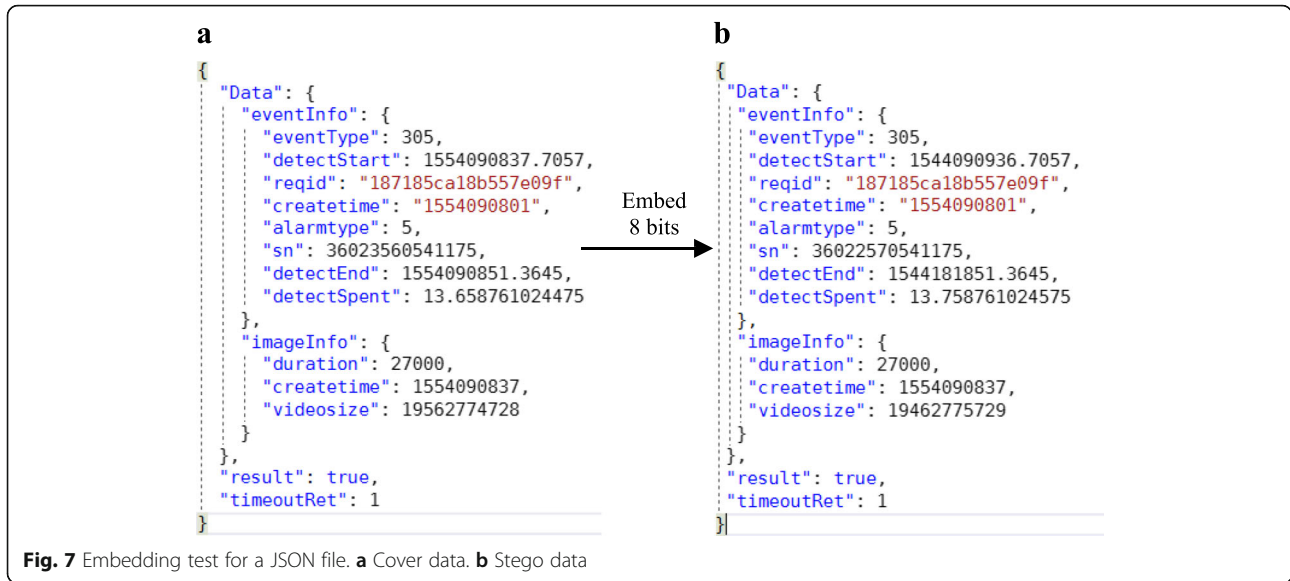 a
{
"Data": {
"eventInfo": {
"eventType": 305,
"detectStart": 1554090837.7057,
"reqid": "187185ca18b557e09f",
"createtime": "1554090801",
"alarmtype": 5,
"sn": 36023560541175,
"detectEnd": 1554090851.3645,
"detectSpent": 13.658761024475
},
"imageInfo": {
"duration": 27000,
"createtime": 1554090837,
"videosize": 19562774728
}
},
"result": true,
"timeoutRet": 1
}
Embed
8 bits
b
{
"Data": {
"eventInfo": {
"eventType": 305,
"detectStart": 1544090936.7057,
"reqid": "187185ca18b557e09f",
"createtime": "1554090801",
"alarmtype": 5,
"sn": 36022570541175,
"detectEnd": 1544181851.3645,
"detectSpent": 13.758761024575
},
"imageInfo": {
"duration": 27000,
"createtime": 1554090837,
"videosize": 19462775729
}
},
"result": true,
"timeoutRet": 1
}
Fig. 7 Embedding test for a JSON file. a Cover data. b Stego data